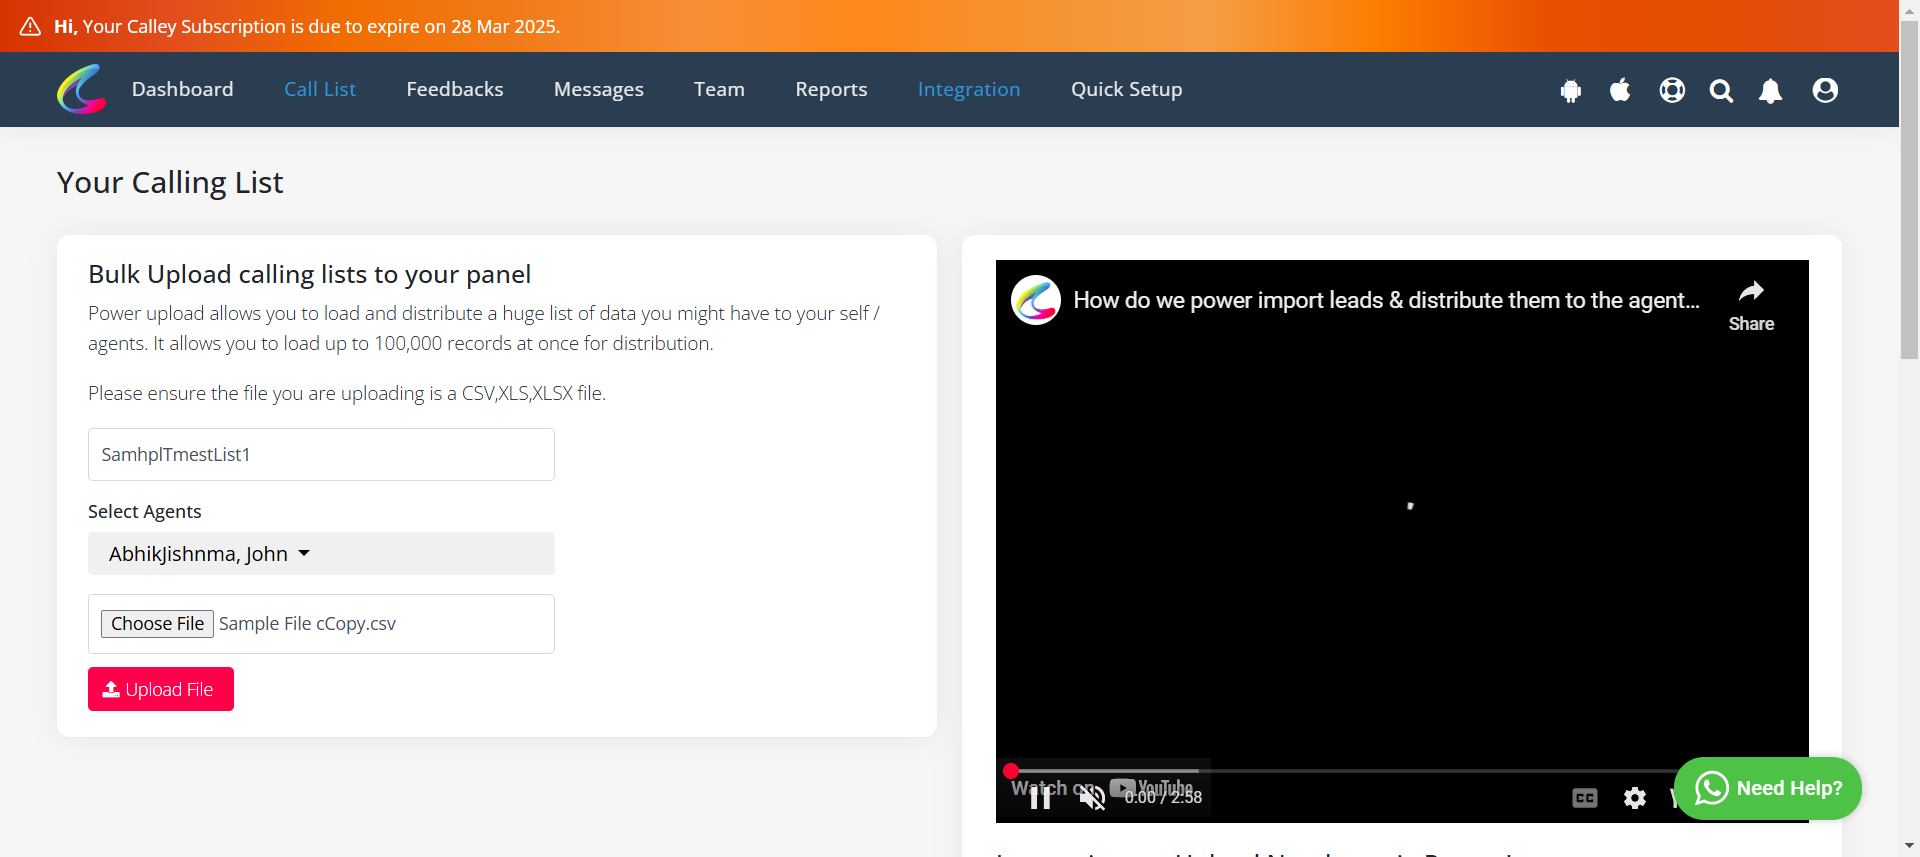 Hi, Your Calley Subscription is due to expire on 28 Mar 2025.
Dashboard Call List Feedbacks Messages Team Reports Integration Quick Setup
Your Calling List
Bulk Upload calling lists to your panel
Power upload allows you to load and distribute a huge list of data you might have to your self /
agents. It allows you to load up to 100,000 records at once for distribution.
Please ensure the file you are uploading is a CSV,XLS,XLSX file.
SamhplTmestList1
Select Agents
AbhikJishnma, John
Choose File Sample File cCopy.csv
Upload File
How do we power import leads & distribute them to the agent...
Share
Watch on YouTube
0:00 / 2:58
CC
Need Help?